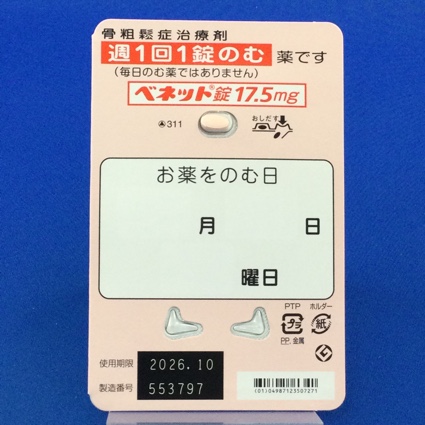 骨粗鬆症治療剤
週1回1錠のむ 薬です
(毎日のむ薬ではありません)
ベネット®錠17.5mg
311 おしだす
お薬をのむ日
月 日
曜日
PTP ホルダー
プラ 紙
PP, 金属
使用期限 2026.10
製造番号 553797
(01)04987123507271